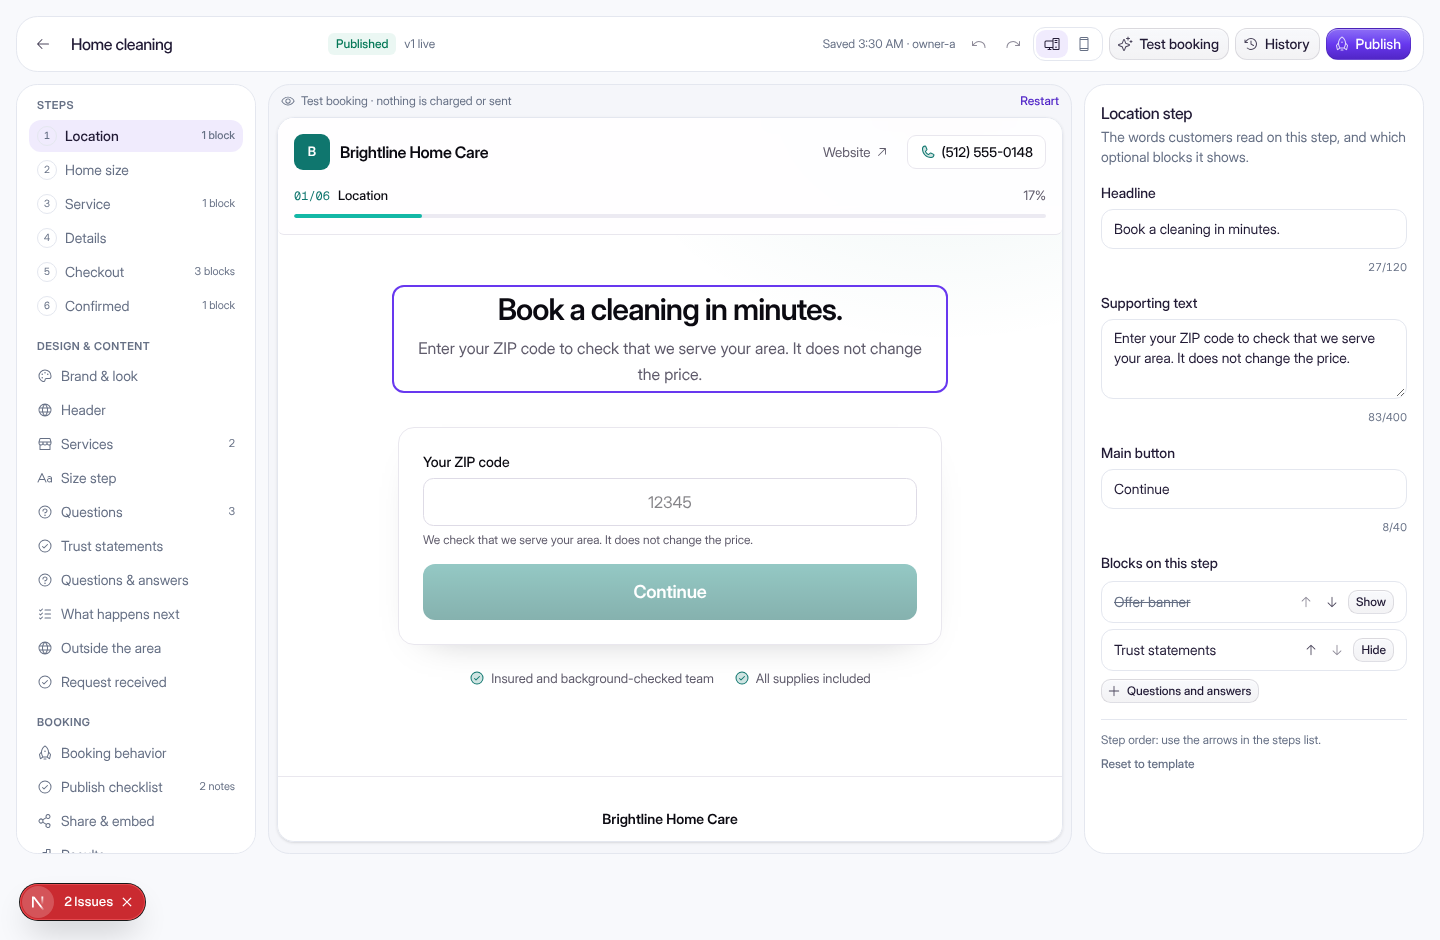 Home cleaning
Published
v1 live
Saved 3:30 AM · owner-a
Test booking
History
Publish
STEPS
1 Location 1 block
2 Home size
3 Service 1 block
4 Details
5 Checkout 3 blocks
6 Confirmed 1 block
DESIGN & CONTENT
Brand & look
Header
Services 2
Aa Size step
Questions 3
Trust statements
Questions & answers
What happens next
Outside the area
Request received
BOOKING
Booking behavior
Publish checklist 2 notes
Share & embed
Test booking · nothing is charged or sent
Restart
B
Brightline Home Care
Website
(512) 555-0148
01/06 Location
17%
Book a cleaning in minutes.
Enter your ZIP code to check that we serve your area. It does not change
the price.
Your ZIP code
12345
We check that we serve your area. It does not change the price.
Continue
Insured and background-checked team
All supplies included
Brightline Home Care
Location step
The words customers read on this step, and which
optional blocks it shows.
Headline
Book a cleaning in minutes.
27/120
Supporting text
Enter your ZIP code to check that we serve
your area. It does not change the price.
83/400
Main button
Continue
8/40
Blocks on this step
Offer banner
Show
Trust statements
Hide
Questions and answers
Step order: use the arrows in the steps list.
Reset to template
N 2 Issues